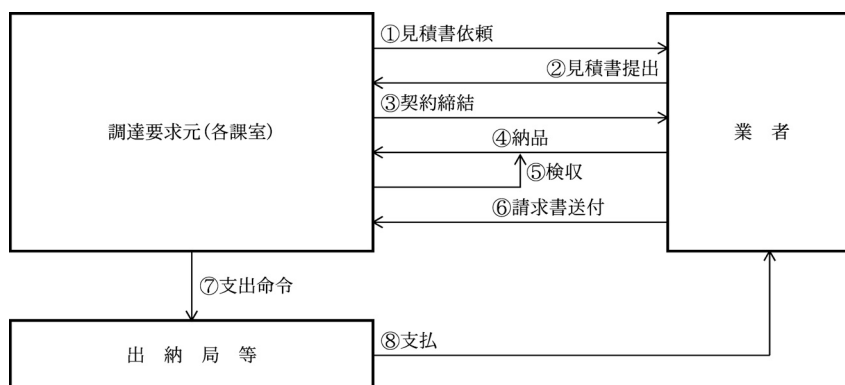 ①見積書依頼
②見積書提出
③契約締結
調達要求元(各課室)
業 者
④納品
⑤検収
⑥請求書送付
⑦支出命令
出 納 局 等
⑧支払